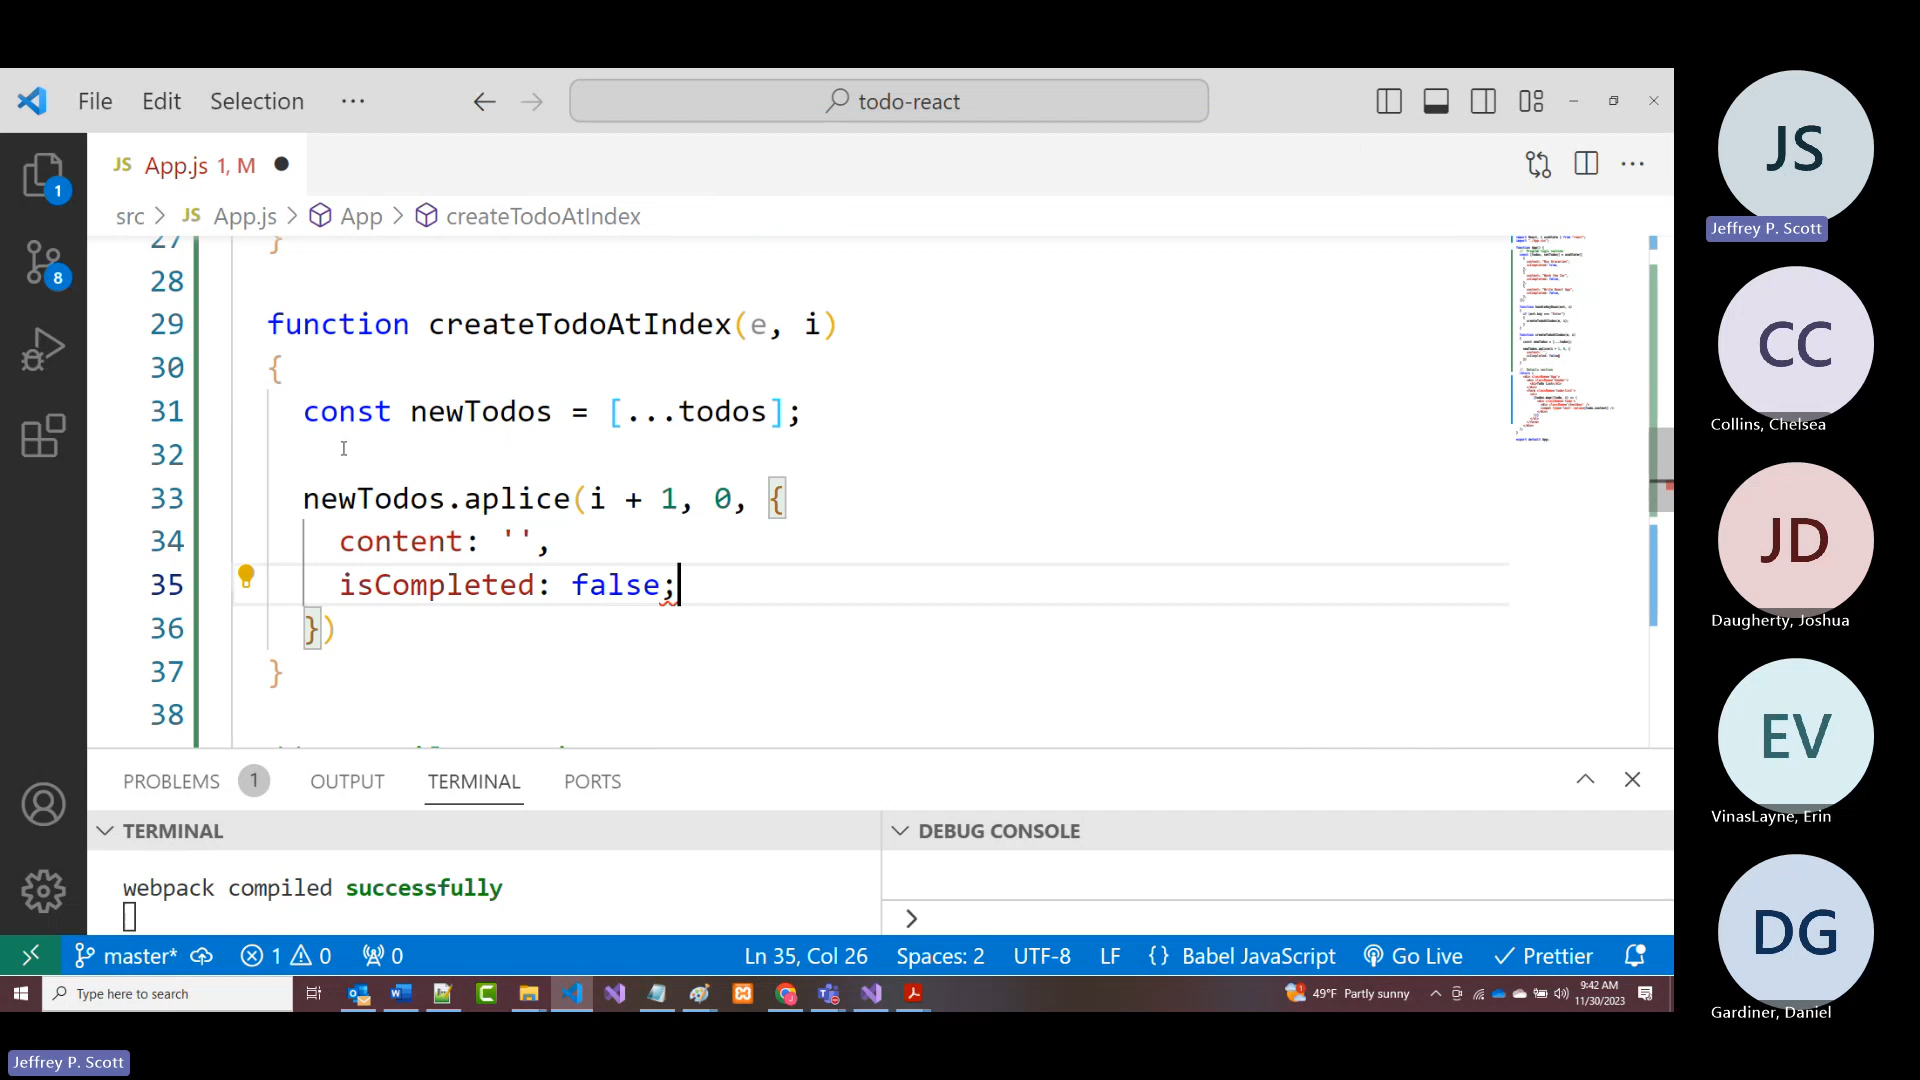 File Edit Selection ··· todo-react
JS App.js 1, M
src > JS App.js > App > createTodoAtIndex
1
8
27 }
28
29 function createTodoAtIndex(e, i)
30 {
31 const newTodos = [...todos];
32
33 newTodos.aplice(i + 1, 0, {
34 content: '',
35 isCompleted: false;
36 })
37 }
38
PROBLEMS 1 OUTPUT TERMINAL PORTS
TERMINAL
webpack compiled successfully
DEBUG CONSOLE
>
master* 1 0 0 Ln 35, Col 26 Spaces: 2 UTF-8 LF {} Babel JavaScript Go Live Prettier
Type here to search 49°F Partly sunny 9:42 AM
11/30/2023
JS
Jeffrey P. Scott
CC
Collins, Chelsea
JD
Daugherty, Joshua
EV
VinasLayne, Erin
DG
Gardiner, Daniel
Jeffrey P. Scott